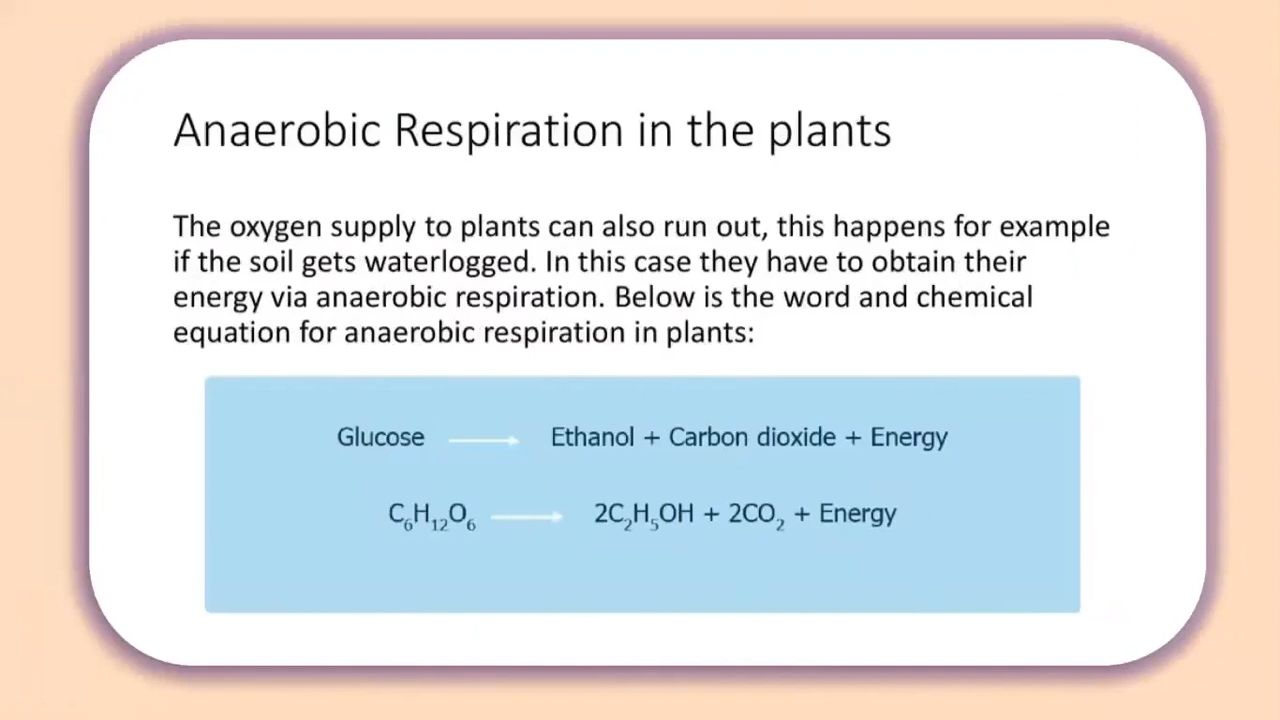 Anaerobic Respiration in the plants
The oxygen supply to plants can also run out, this happens for example
if the soil gets waterlogged. In this case they have to obtain their
energy via anaerobic respiration. Below is the word and chemical
equation for anaerobic respiration in plants:
Glucose → Ethanol + Carbon dioxide + Energy
C₆H₁₂O₆ → 2C₂H₅OH + 2CO₂ + Energy